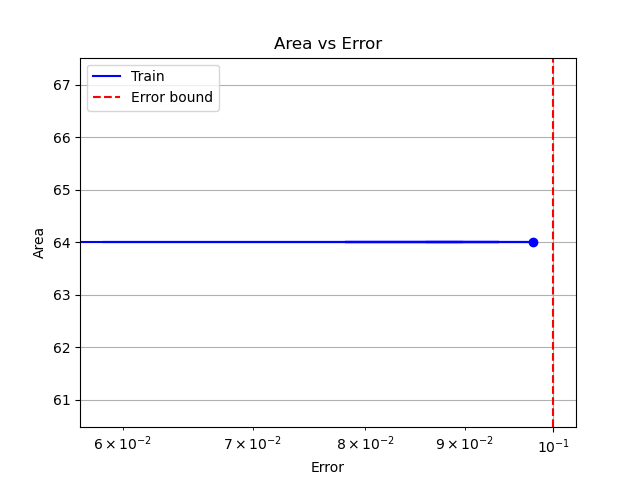 Area vs Error
Train
Error bound
67
66
65
64
63
62
61
Area
6 × 10⁻² 7 × 10⁻² 8 × 10⁻² 9 × 10⁻² 10⁻¹
Error